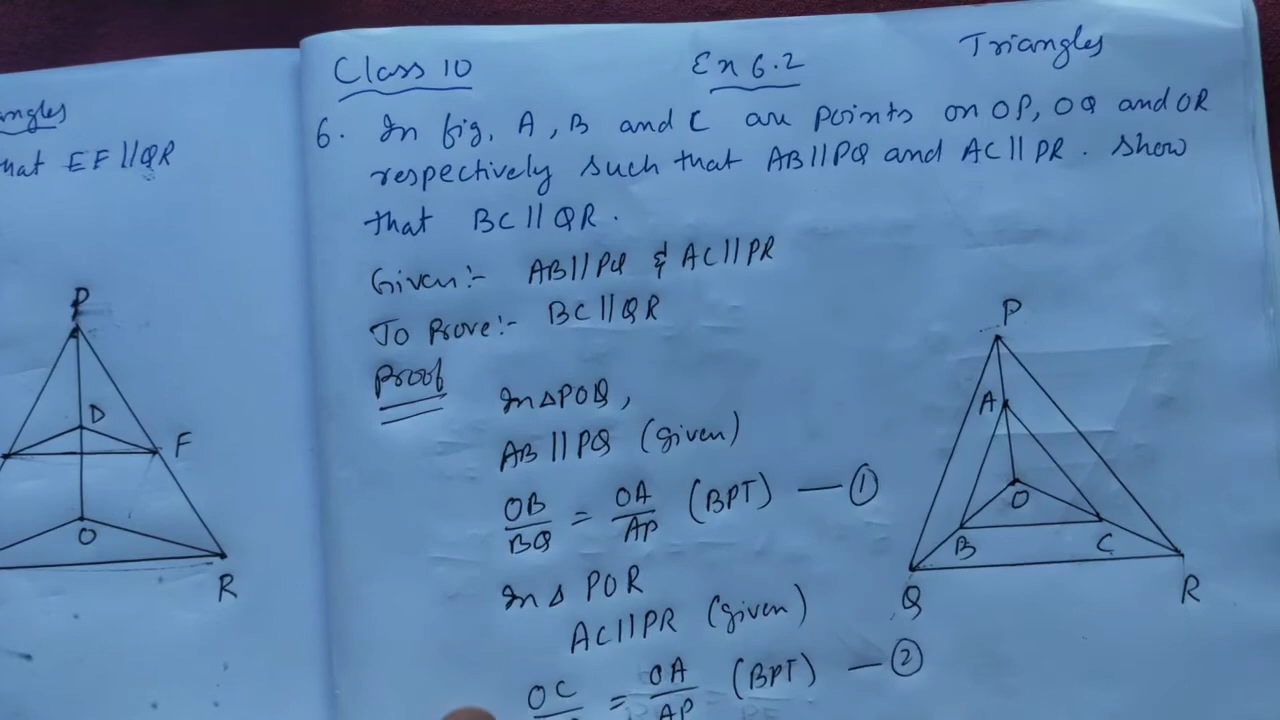 angles
that EF||QR
P
D
F
O
R
Class 10 Ex 6.2 Triangles
6. In fig, A, B and C are points on OP, OQ and OR
respectively such that AB||PQ and AC||PR. Show
that BC||QR.
Given:- AB||PQ & AC||PR
To Prove:- BC||QR
Proof
In △POQ,
AB||PQ (given)
OB/BQ = OA/AP (BPT) — ①
In △ POR
AC||PR (given)
OC = OA/AP (BPT) — ②
P
A
O
B
C
Q
R